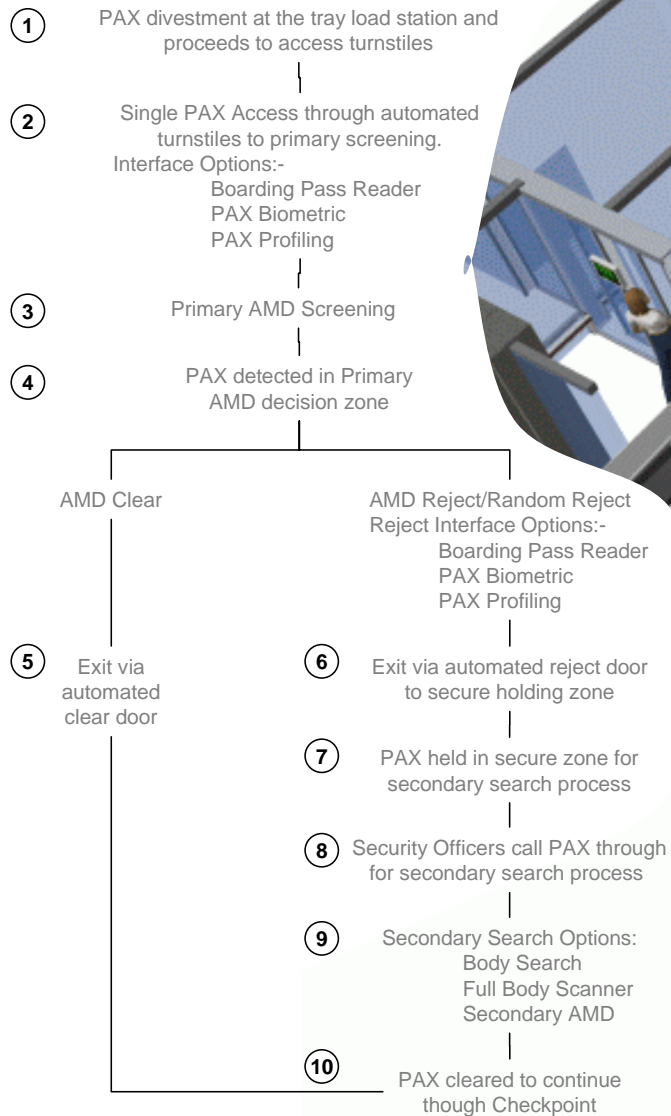 1
PAX divestment at the tray load station and
proceeds to access turnstiles
2
Single PAX Access through automated
turnstiles to primary screening.
Interface Options:-
Boarding Pass Reader
PAX Biometric
PAX Profiling
3
Primary AMD Screening
4
PAX detected in Primary
AMD decision zone
AMD Clear
AMD Reject/Random Reject
Reject Interface Options:-
Boarding Pass Reader
PAX Biometric
PAX Profiling
5
Exit via
automated
clear door
6
Exit via automated reject door
to secure holding zone
7
PAX held in secure zone for
secondary search process
8
Security Officers call PAX through
for secondary search process
9
Secondary Search Options:
Body Search
Full Body Scanner
Secondary AMD
10
PAX cleared to continue
though Checkpoint